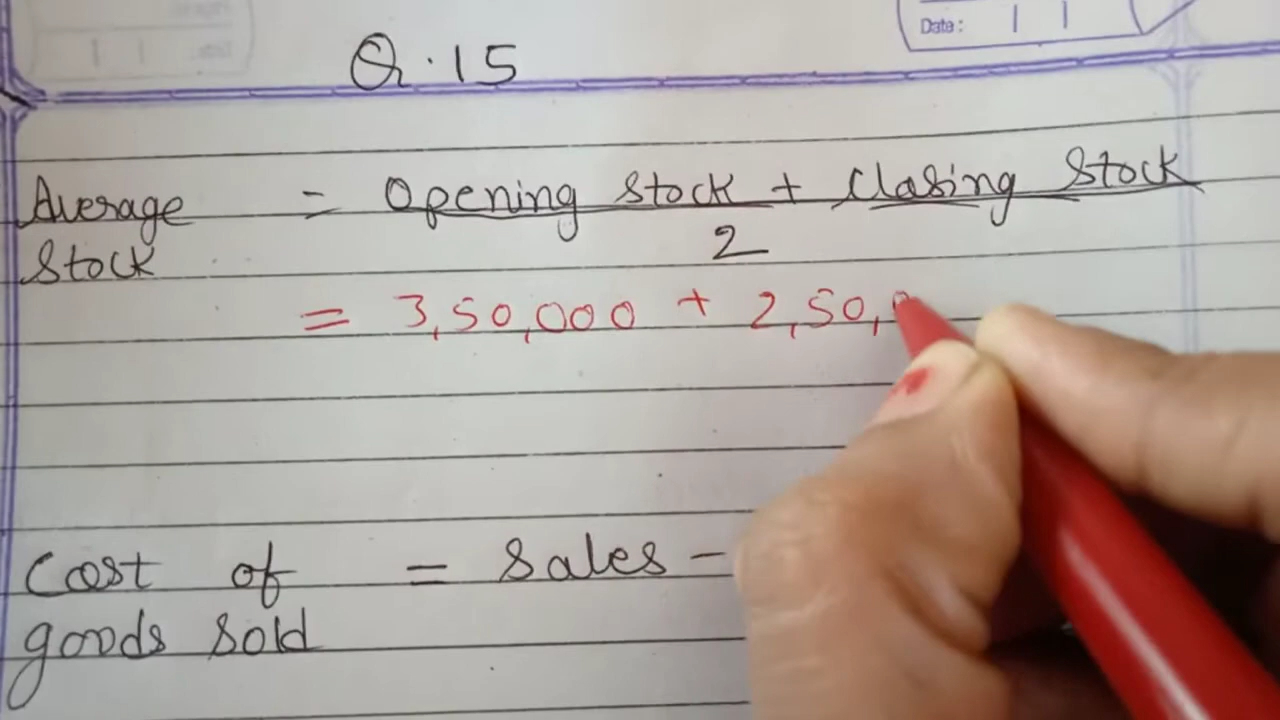 Date:
Q.15
Average = Opening Stock + Closing Stock
Stock 2
= 3,50,000 + 2,50,0
Cost of = Sales -
goods sold